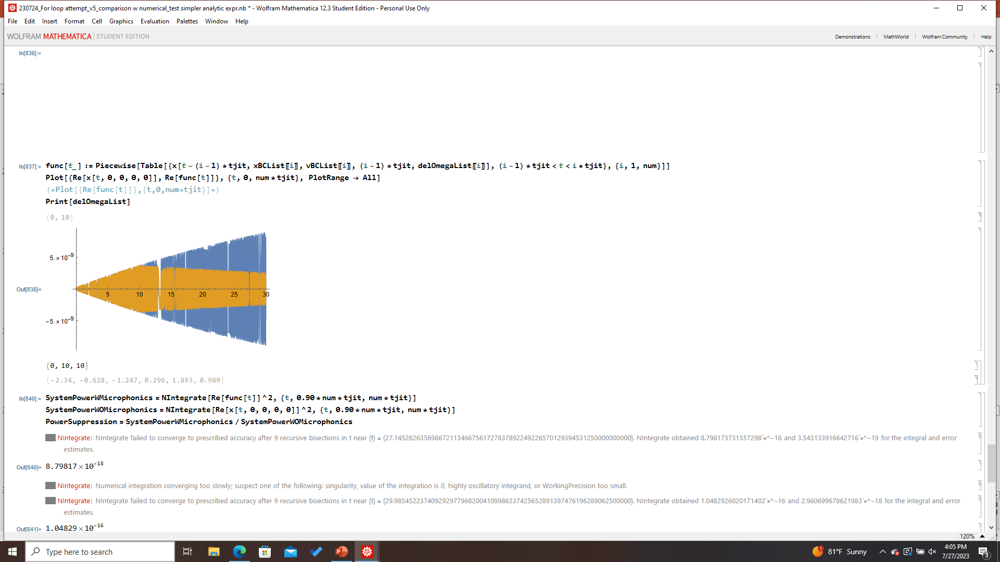 230724_For loop attempt_v5_comparison w numerical_test simpler analytic expr.nb * - Wolfram Mathematica 12.3 Student Edition - Personal Use Only
File Edit Insert Format Cell Graphics Evaluation Palettes Window Help
WOLFRAM MATHEMATICA STUDENT EDITION
Demonstrations MathWorld Wolfram Community Help
In[836]:=
In[837]:= func[t_] := Piecewise[Table[{x[t - (i - 1) * tjit, xBCList[[i]], vBCList[[i]], (i - 1) * tjit, delOmegaList[[i]]], (i - 1) * tjit < t < i * tjit}, {i, 1, num}]]
Plot[{Re[x[t, 0, 0, 0, 0]], Re[func[t]]}, {t, 0, num * tjit}, PlotRange → All]
(*Plot[{Re[func[t]]},{t,0,num*tjit}]*)
Print[delOmegaList]
{0, 10}
5. × 10^-9
Out[838]=
5 10 15 20 25 30
-5. × 10^-9
{0, 10, 10}
{-2.34, -0.628, -1.247, 0.296, 1.893, 0.989}
In[840]:= SystemPowerWMicrophonics = NIntegrate[Re[func[t]]^2, {t, 0.90 * num * tjit, num * tjit}]
SystemPowerWOMicrophonics = NIntegrate[Re[x[t, 0, 0, 0, 0]]^2, {t, 0.90 * num * tjit, num * tjit}]
PowerSuppression = SystemPowerWMicrophonics / SystemPowerWOMicrophonics
NIntegrate: NIntegrate failed to converge to prescribed accuracy after 9 recursive bisections in t near {t} = {27.1452826356986721134667561727837892249226570129394531250000000000}. NIntegrate obtained 8.798173731557298`*^-18 and 3.543133916642716`*^-19 for the integral and error
estimates.
Out[840]= 8.79817 × 10^-18
NIntegrate: Numerical integration converging too slowly; suspect one of the following: singularity, value of the integration is 0, highly oscillatory integrand, or WorkingPrecision too small.
NIntegrate: NIntegrate failed to converge to prescribed accuracy after 9 recursive bisections in t near {t} = {29.9854522374092929779682004109986337425652891397476196289062500000}. NIntegrate obtained 1.0482926020171402`*^-16 and 2.960699678621983`*^-18 for the integral and error
estimates.
Out[841]= 1.04829 × 10^-16
120%
Type here to search
1
81°F Sunny
4:05 PM
7/27/2023
3